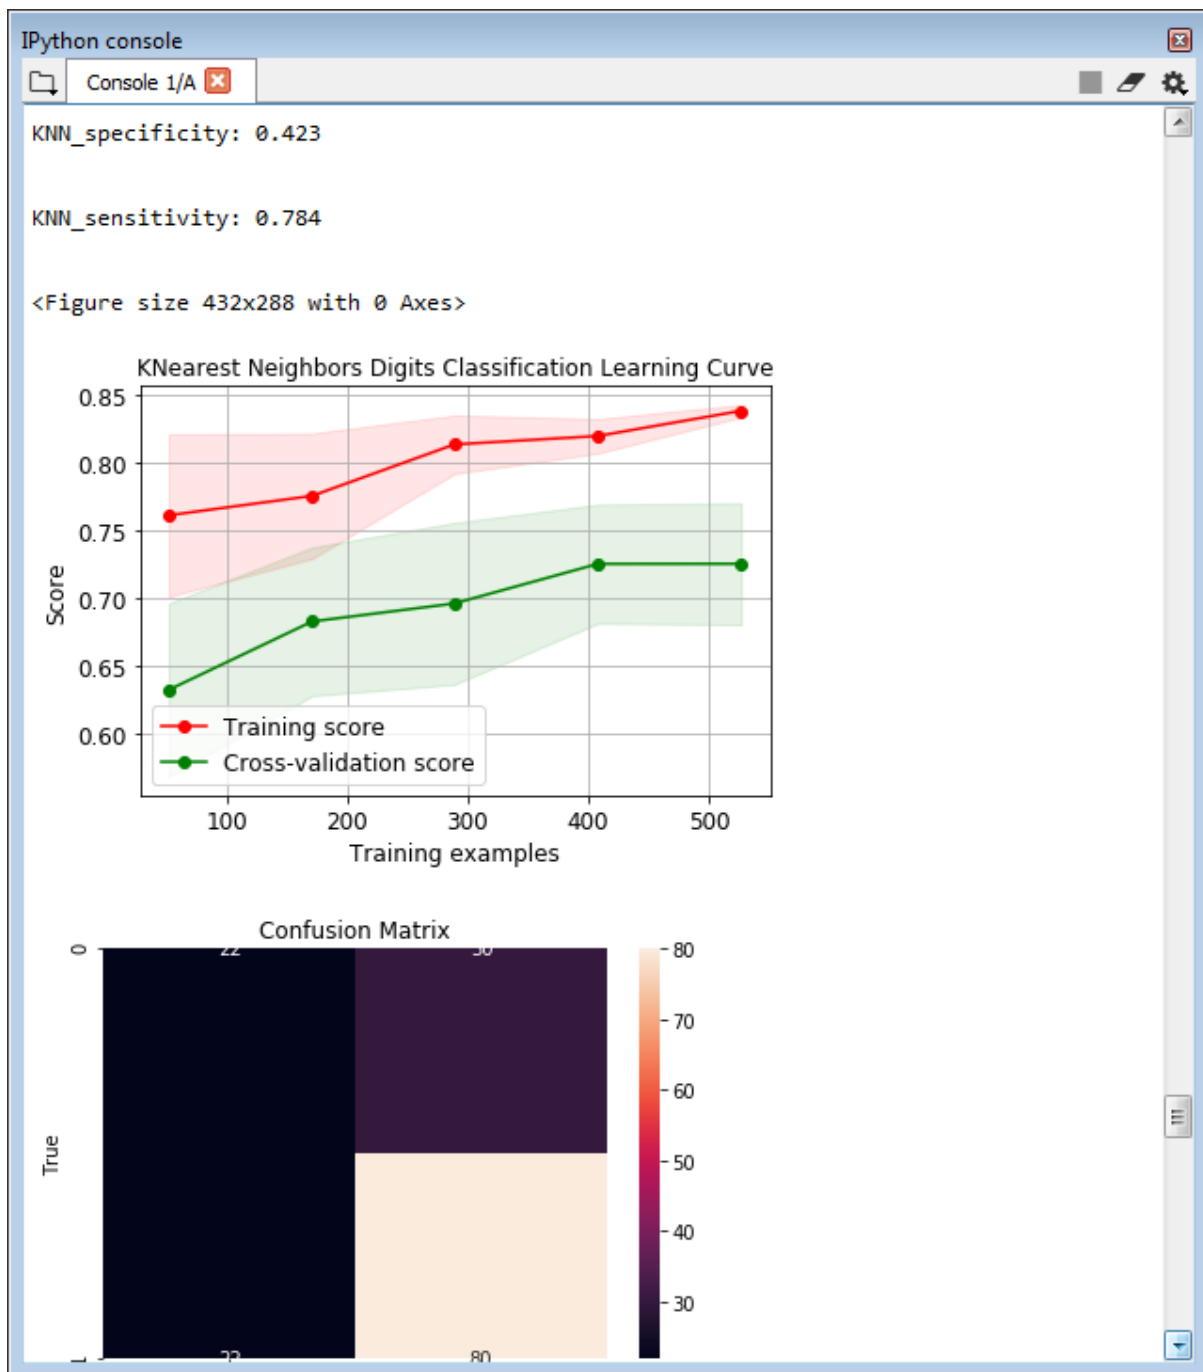 IPython console
Console 1/A
KNN_specificity: 0.423
KNN_sensitivity: 0.784
<Figure size 432x288 with 0 Axes>
KNearest Neighbors Digits Classification Learning Curve
0.85
0.80
0.75
0.70
0.65
0.60
Score
Training score
Cross-validation score
100 200 300 400 500
Training examples
Confusion Matrix
0
22 30
True
1
22 80
80
70
60
50
40
30